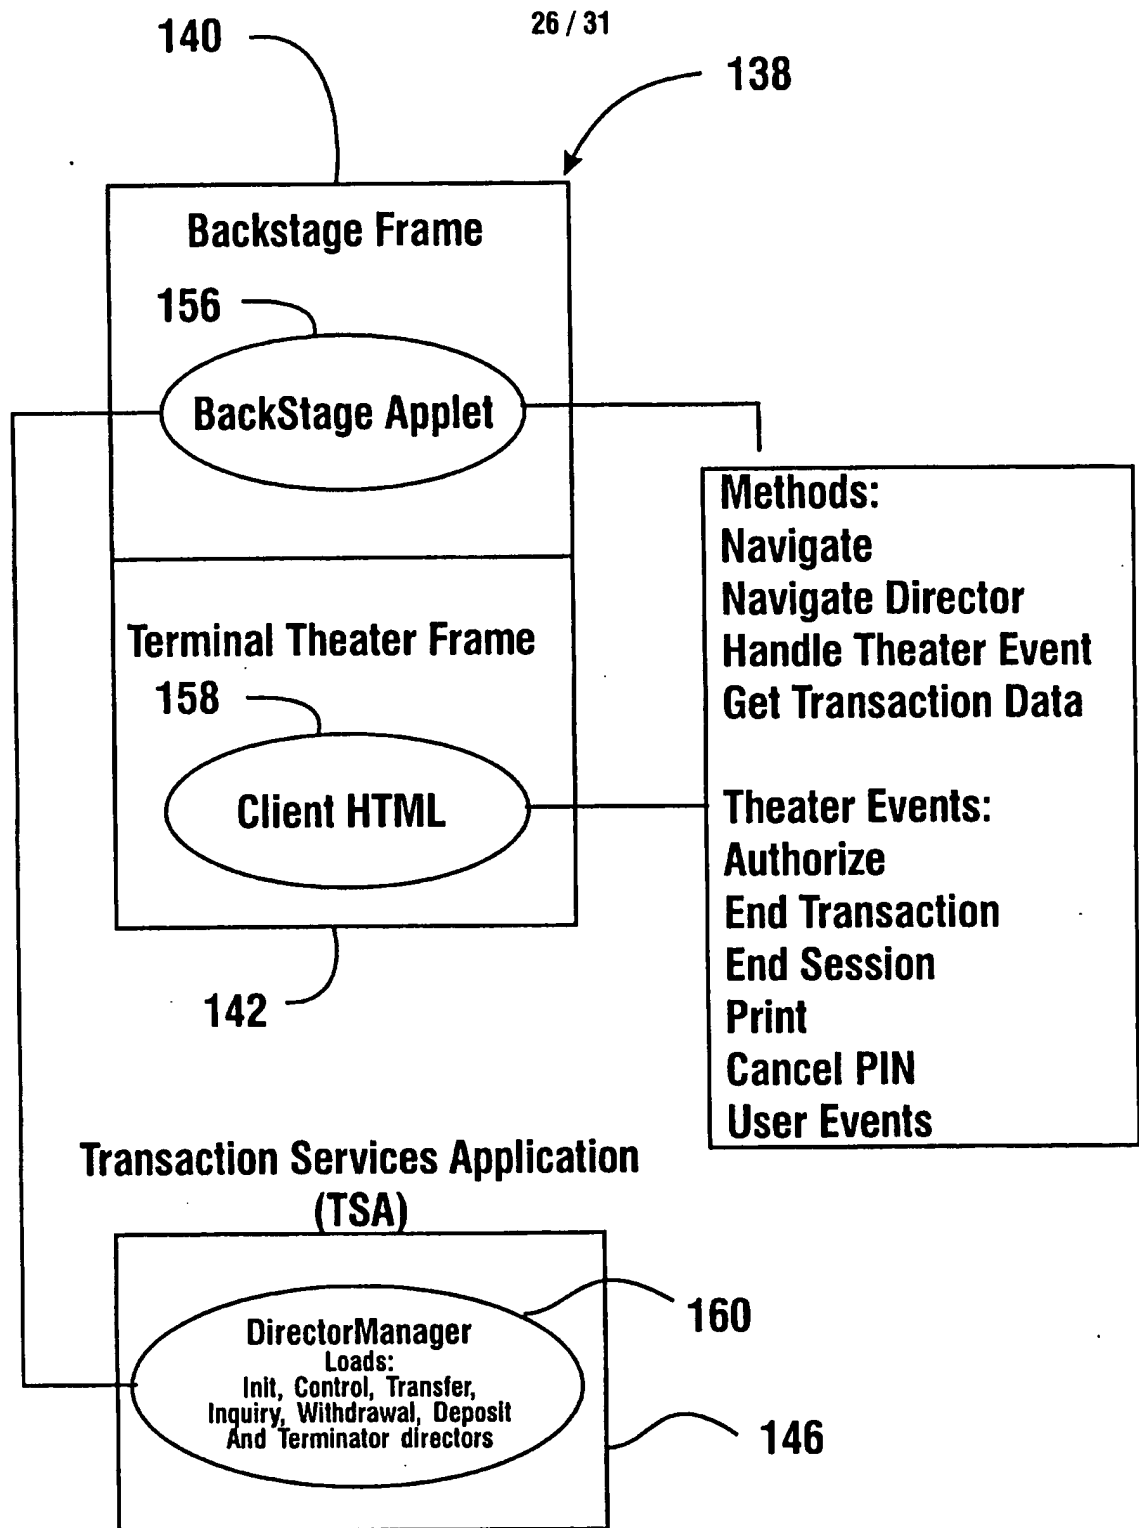 26 / 31
140
138
Backstage Frame
156
BackStage Applet
Methods:
Navigate
Navigate Director
Handle Theater Event
Get Transaction Data
Theater Events:
Authorize
End Transaction
End Session
Print
Cancel PIN
User Events
Terminal Theater Frame
158
Client HTML
142
Transaction Services Application
(TSA)
DirectorManager
Loads:
Init, Control, Transfer,
Inquiry, Withdrawal, Deposit
And Terminator directors
160
146